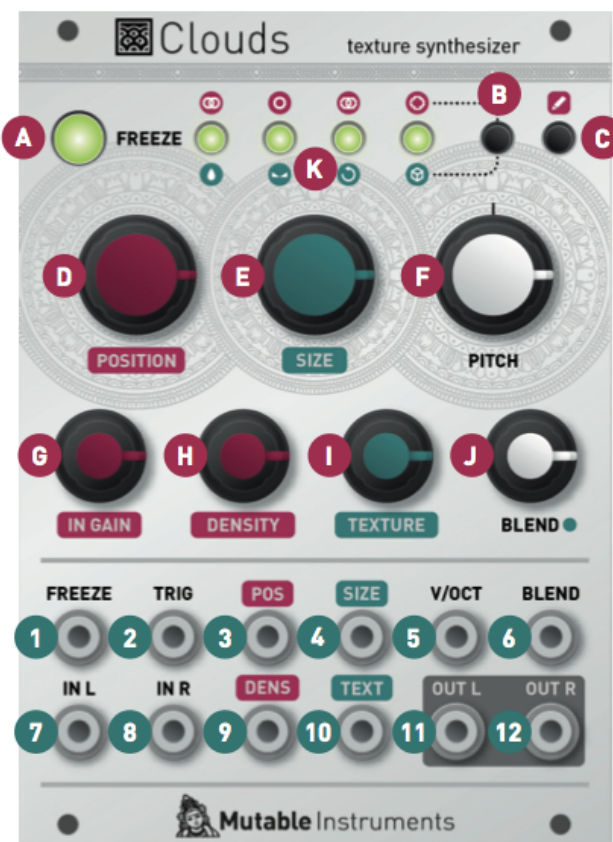 Clouds
texture synthesizer
B
A FREEZE C
K
D E F
POSITION SIZE PITCH
G H I J
IN GAIN DENSITY TEXTURE BLEND
FREEZE TRIG POS SIZE V/OCT BLEND
1 2 3 4 5 6
IN L IN R DENS TEXT OUT L OUT R
7 8 9 10 11 12
Mutable Instruments